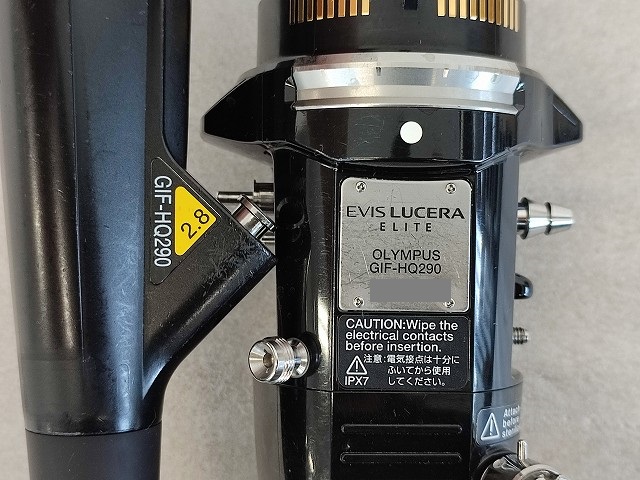 GIF-HQ290
2.8
EVIS LUCERA
ELITE
OLYMPUS
GIF-HQ290
CAUTION:Wipe the
electrical contacts
before insertion.
注意:電気接点は十分に
ふいてから使用
してください。
IPX7
Attach
before